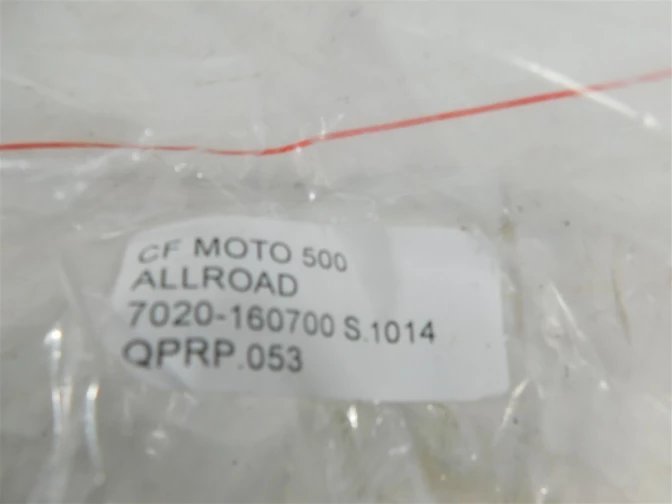 CF MOTO 500
ALLROAD
7020-160700 S.1014
QPRP.053